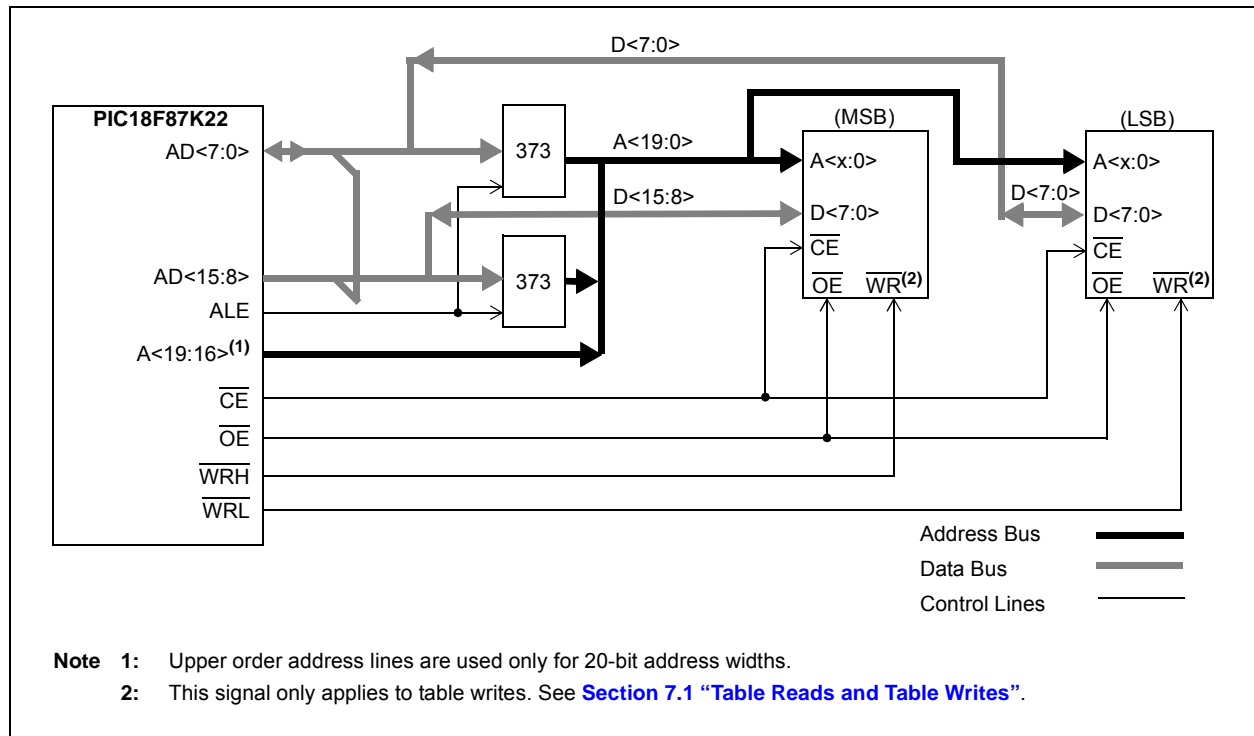 D<7:0>
PIC18F87K22
AD<7:0>
373
A<19:0>
(MSB)
A<x:0>
D<7:0>
CE
OE WR(2)
(LSB)
A<x:0>
D<7:0>
D<7:0>
CE
OE WR(2)
D<15:8>
AD<15:8>
373
ALE
A<19:16>(1)
CE
OE
WRH
WRL
Address Bus
Data Bus
Control Lines
Note 1: Upper order address lines are used only for 20-bit address widths.
2: This signal only applies to table writes. See Section 7.1 “Table Reads and Table Writes”.